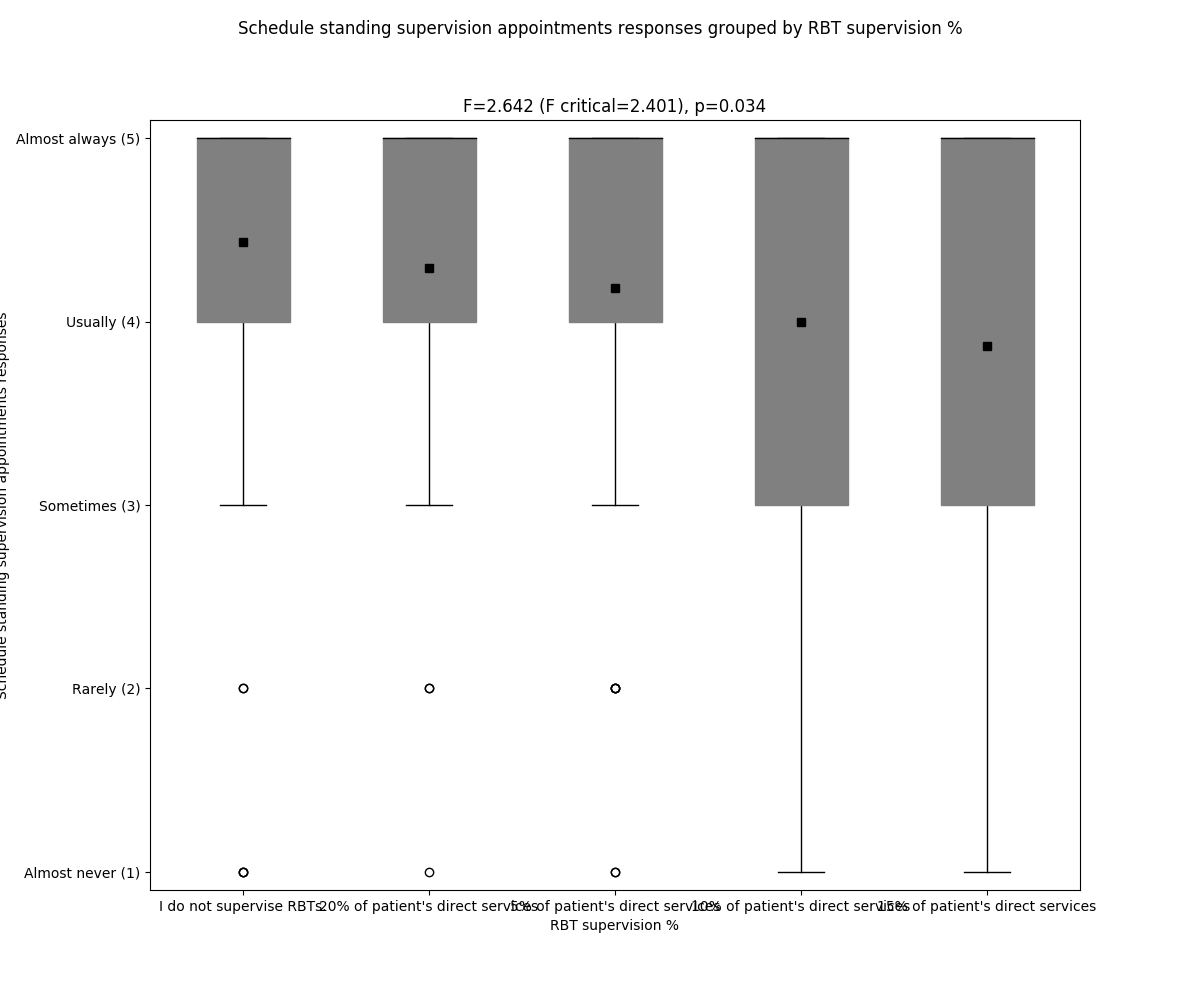 Schedule standing supervision appointments responses grouped by RBT supervision %
F=2.642 (F critical=2.401), p=0.034
Almost always (5)
Usually (4)
Sometimes (3)
Rarely (2)
Almost never (1)
Schedule standing supervision appointments responses
I do not supervise RBTs
20% of patient's direct services
5% of patient's direct services
10% of patient's direct services
15% of patient's direct services
RBT supervision %